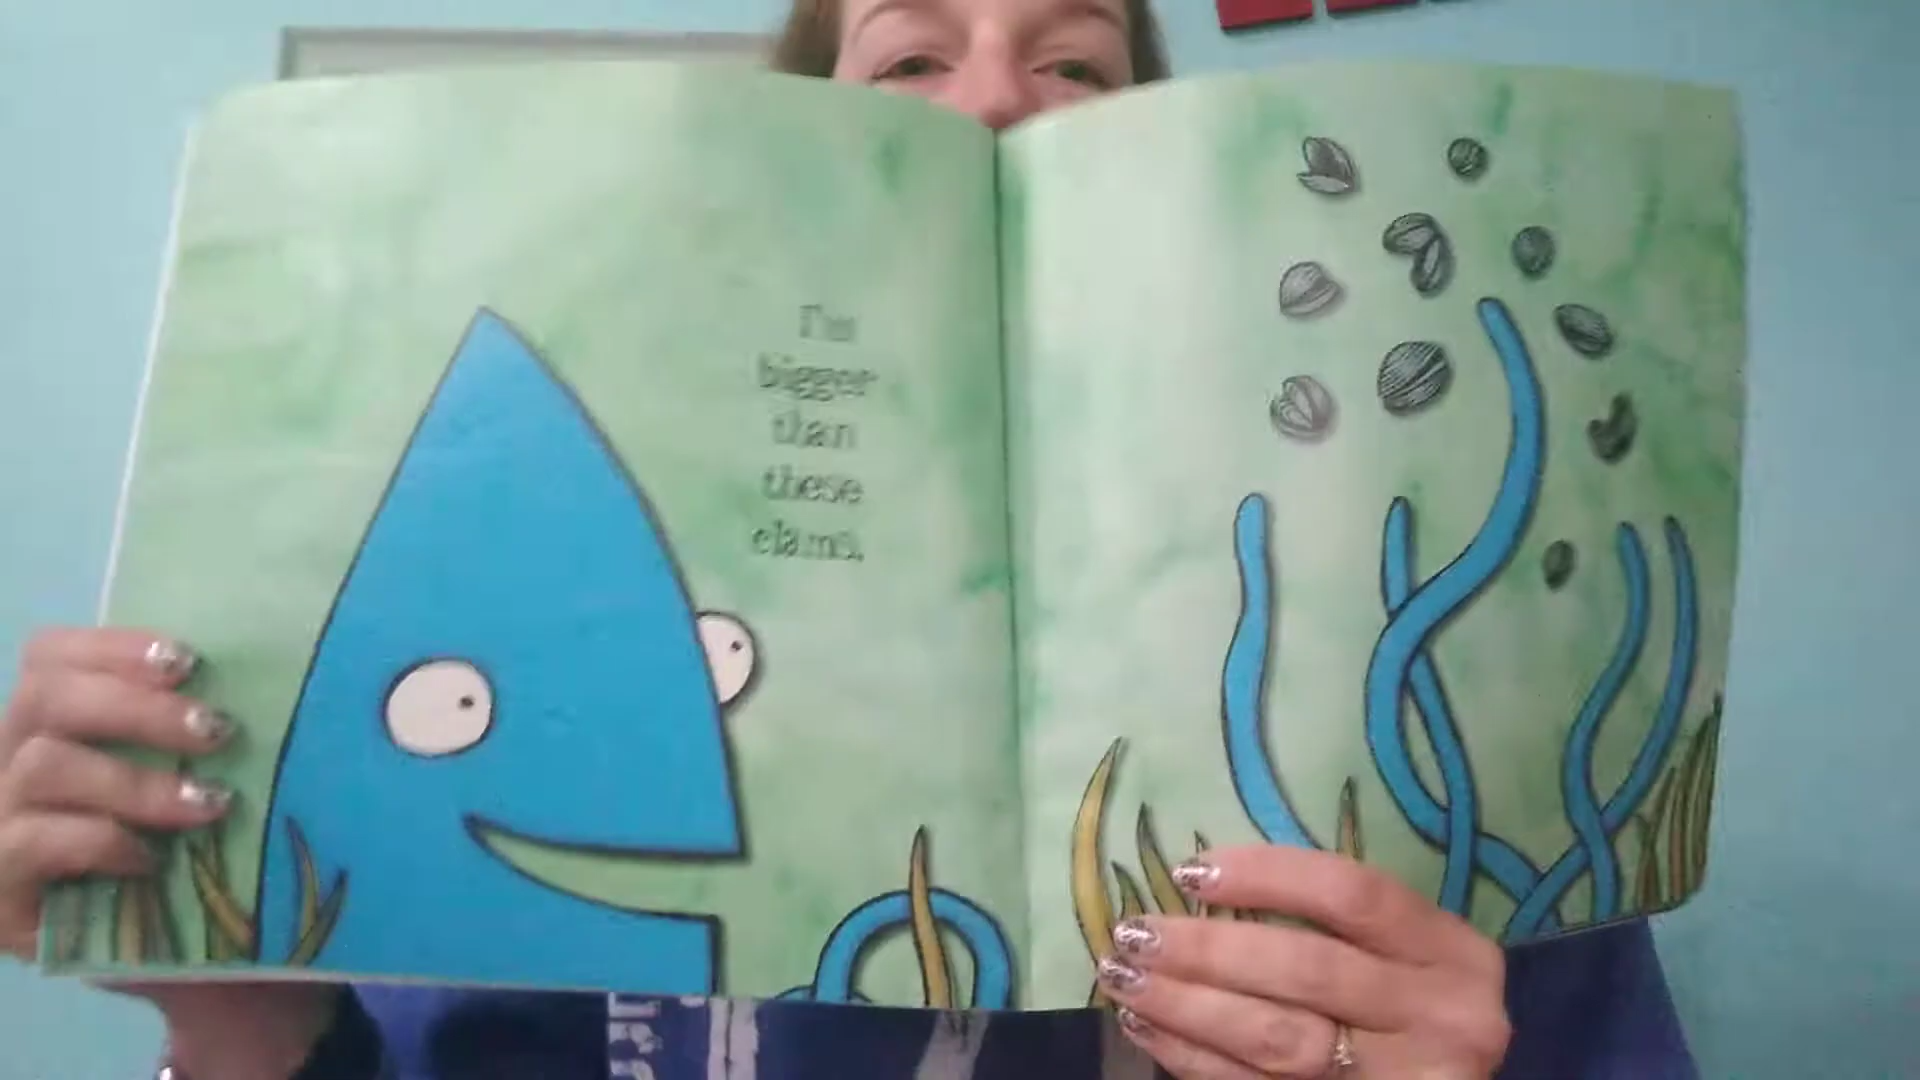 I'm
bigger
than
these
clams.